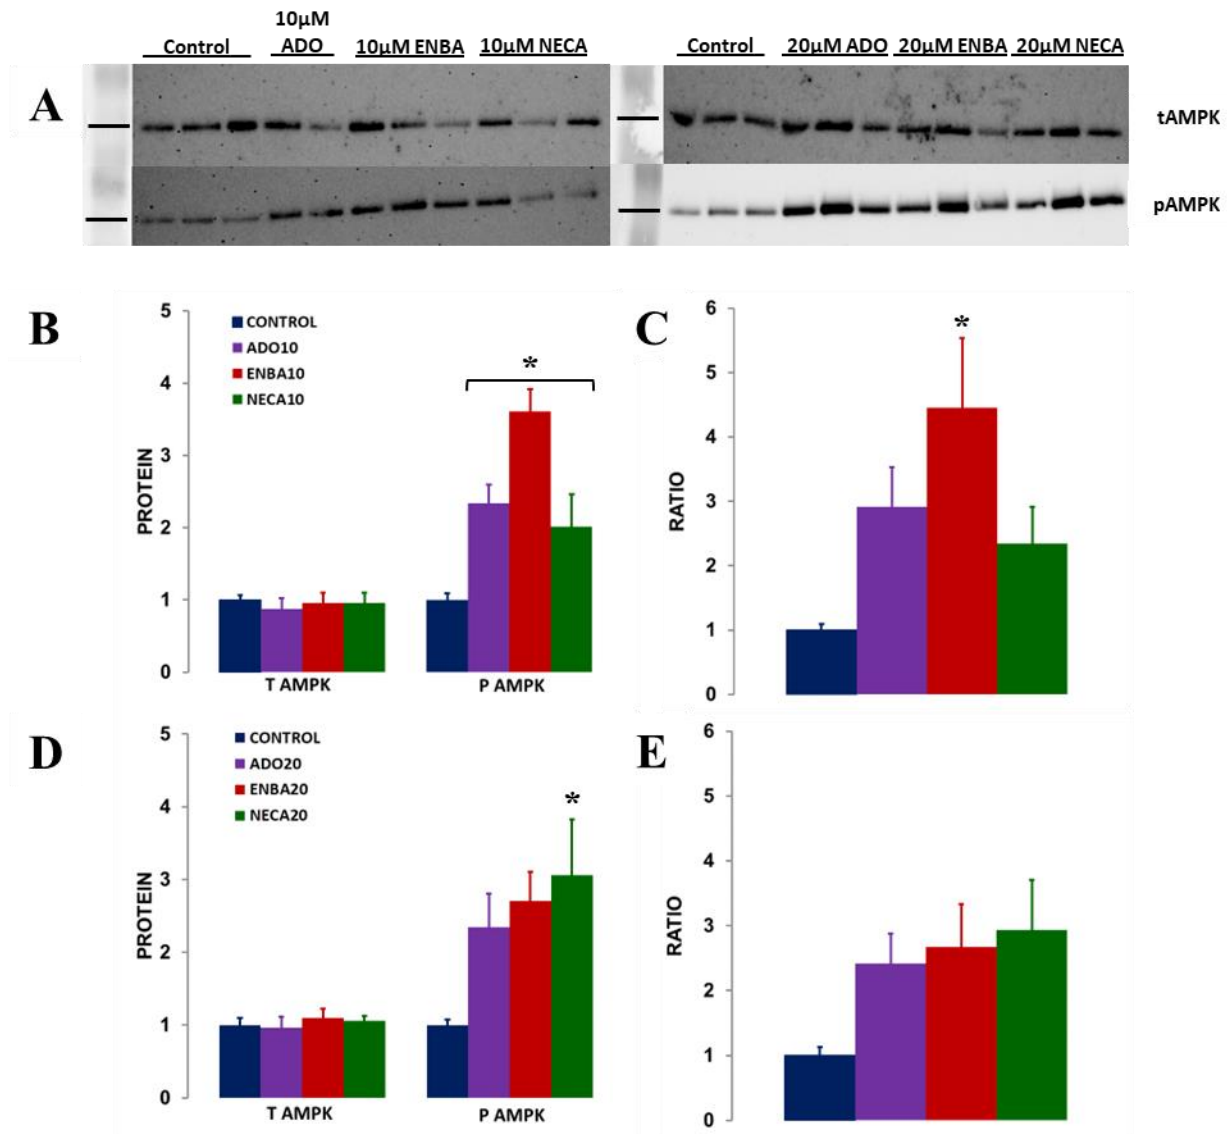 10µM
Control ADO 10µM ENBA 10µM NECA Control 20µM ADO 20µM ENBA 20µM NECA
A
tAMPK
pAMPK
B
5
4
3
2
1
0
PROTEIN
CONTROL
ADO10
ENBA10
NECA10
*
T AMPK P AMPK
C
6
5
4
3
2
1
0
RATIO
*
D
5
4
3
2
1
0
PROTEIN
CONTROL
ADO20
ENBA20
NECA20
*
T AMPK P AMPK
E
6
5
4
3
2
1
0
RATIO